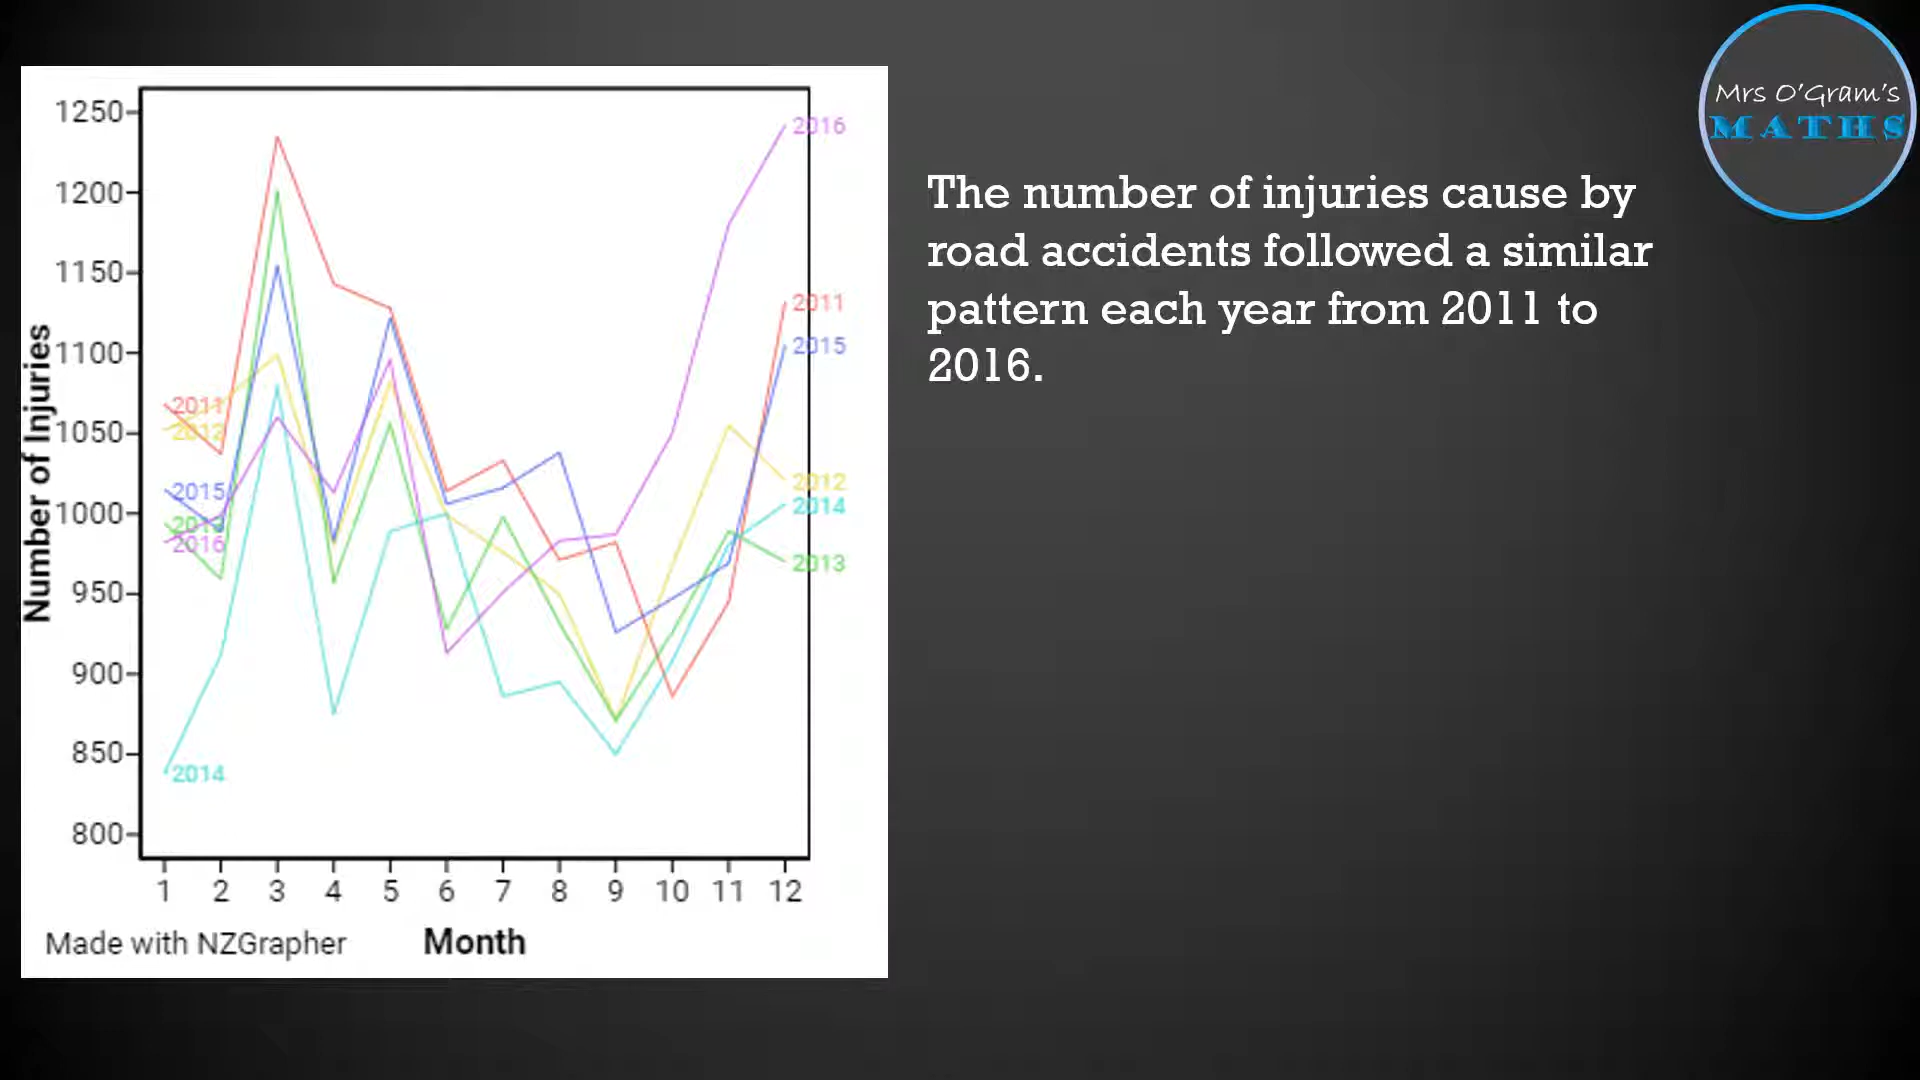 Mrs O'Gram's
MATHS
The number of injuries cause by
road accidents followed a similar
pattern each year from 2011 to
2016.
Number of Injuries
1250
1200
1150
1100
1050
1000
950
900
850
800
2011
2012
2015
2013
2016
2014
2016
2011
2015
2012
2014
2013
1 2 3 4 5 6 7 8 9 10 11 12
Made with NZGrapher
Month